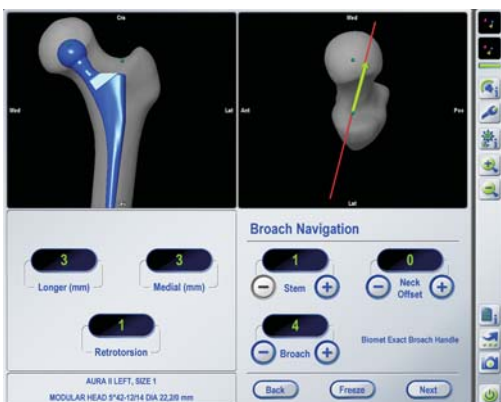 Cra
Med
Lat
Med
Ant
Pos
Lat
3
Longer (mm)
3
Medial (mm)
1
Retrotorsion
AURA II LEFT, SIZE 1
MODULAR HEAD 5°42-12/14 DIA 22,2/0 mm
Broach Navigation
1
Stem
0
Neck
Offset
4
Broach
Biomet Exact Broach Handle
Back
Freeze
Next